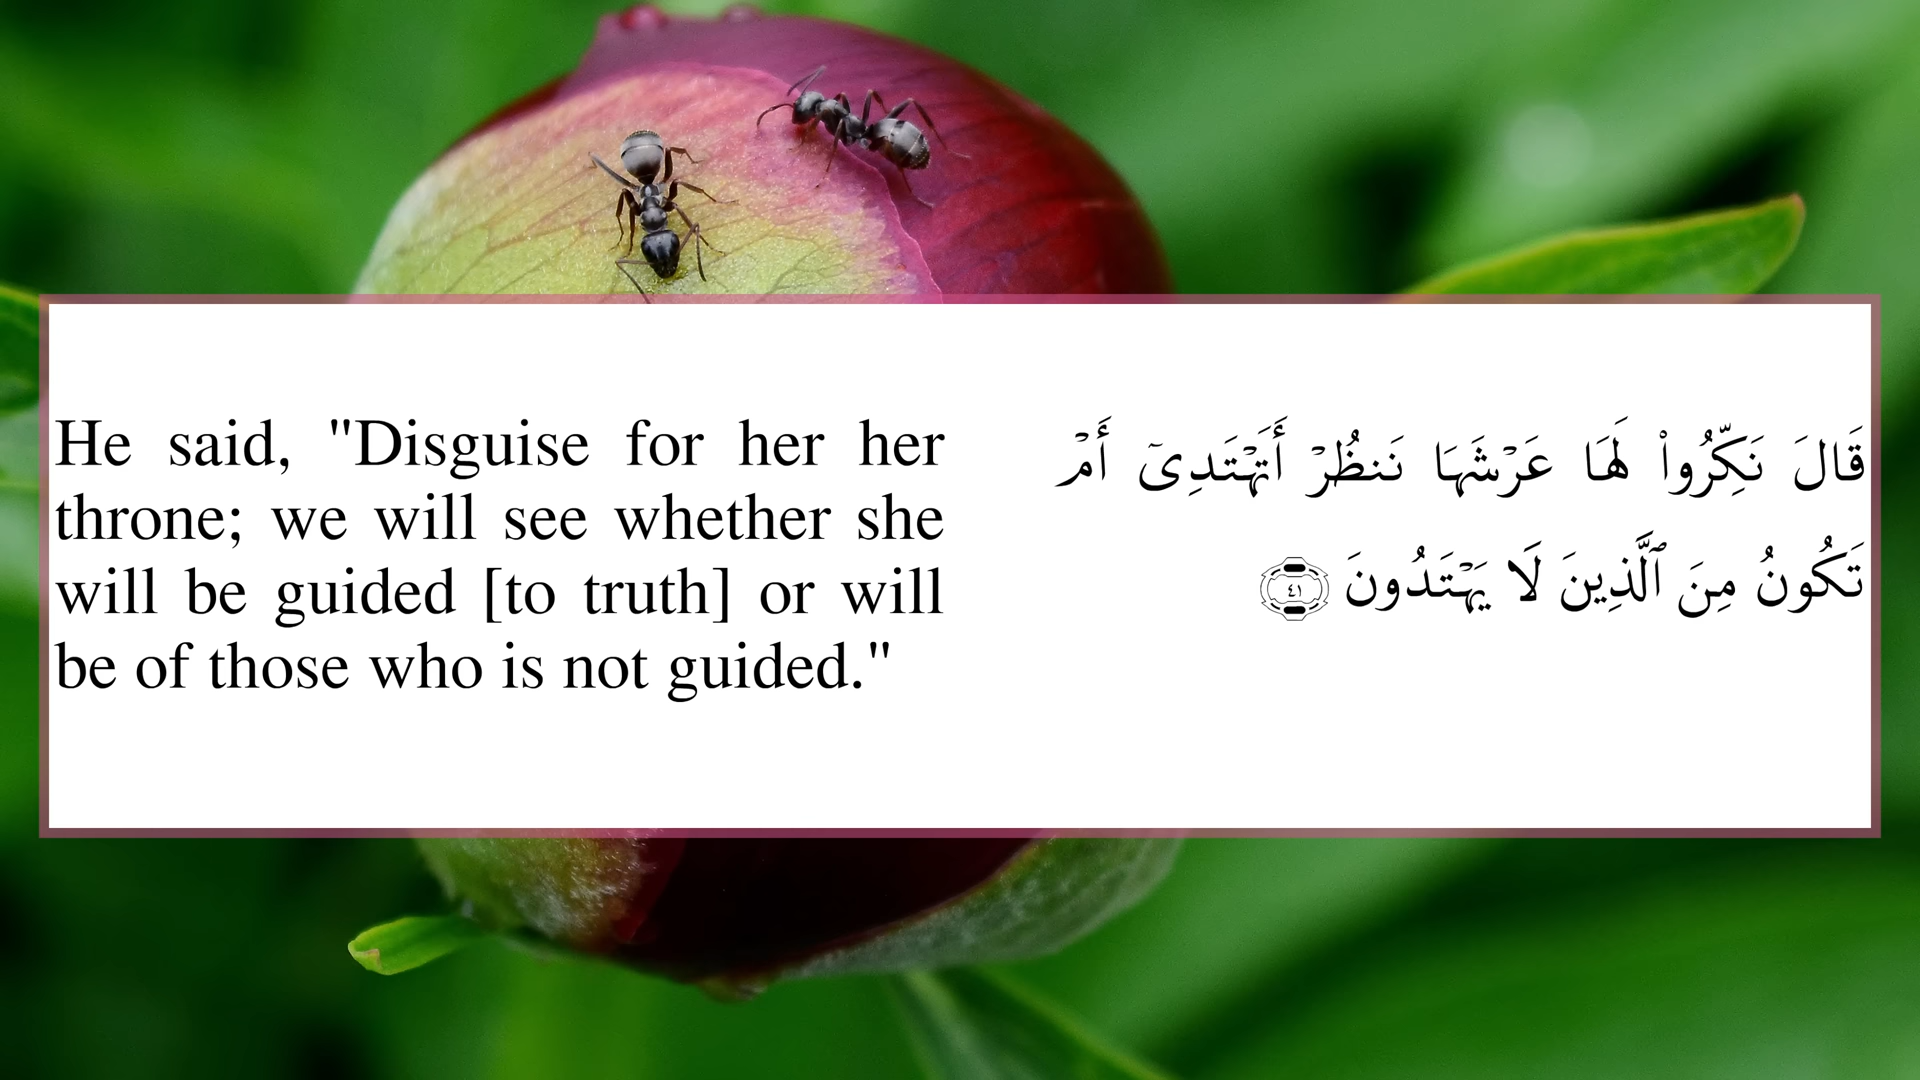 He said, "Disguise for her her
throne; we will see whether she
will be guided [to truth] or will
be of those who is not guided."
قَالَ نَكِّرُوا۟ لَهَا عَرْشَهَا نَنظُرْ أَتَهْتَدِىٓ أَمْ
تَكُونُ مِنَ ٱلَّذِينَ لَا يَهْتَدُونَ ٤١